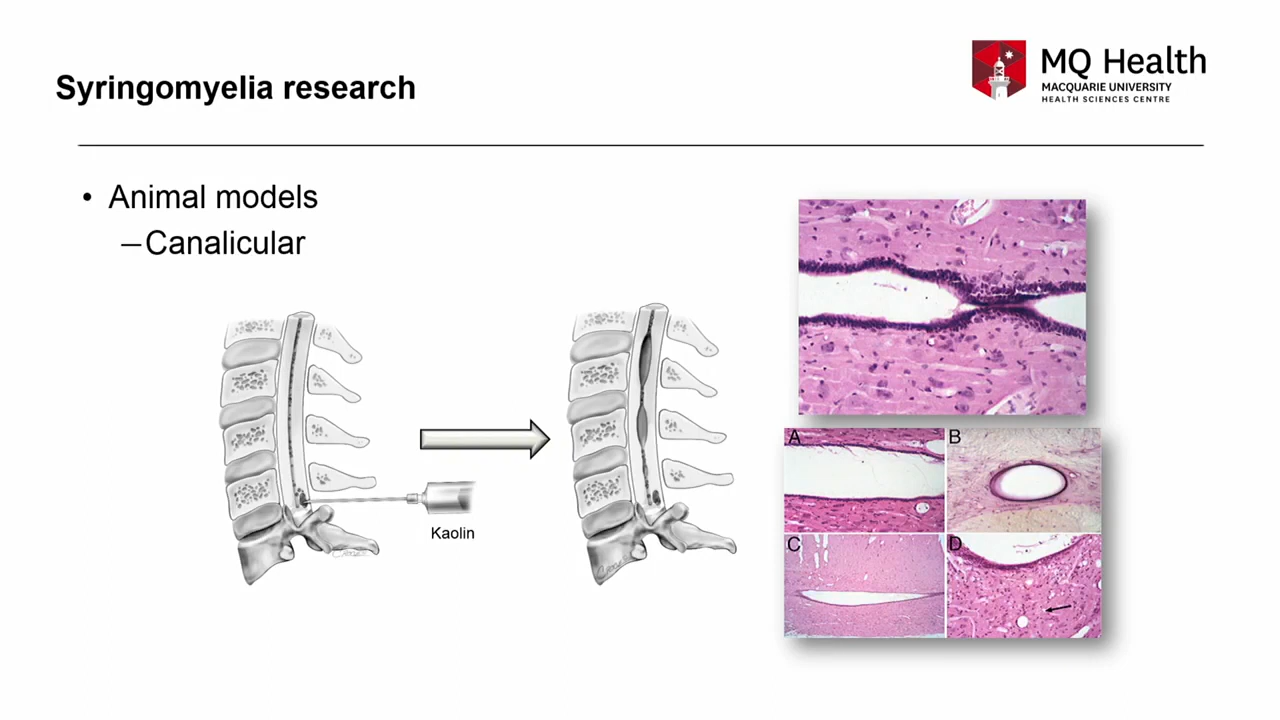 Syringomyelia research
MQ Health
MACQUARIE UNIVERSITY
HEALTH SCIENCES CENTRE
• Animal models
–Canalicular
Kaolin
A
B
C
D